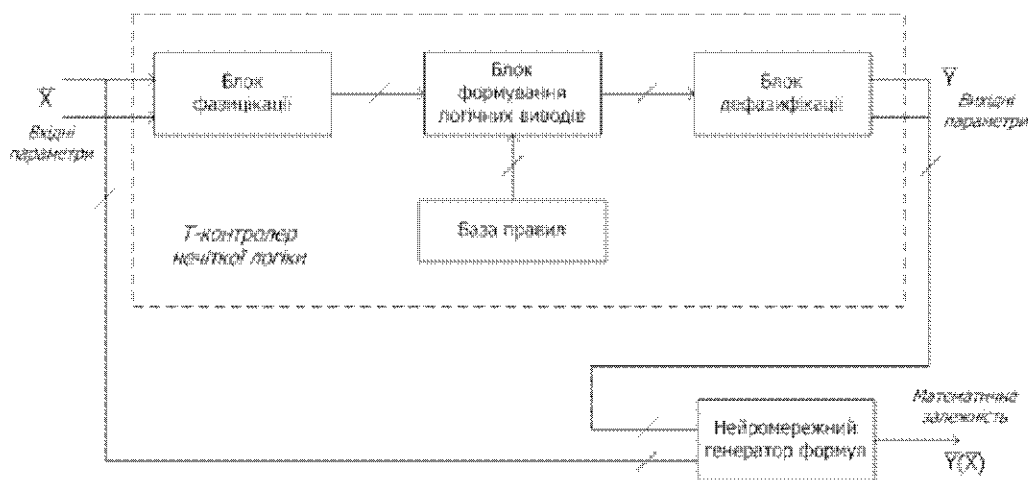 Блок
фазицікації
Блок
формування
логічних виводів
Блок
дефазифікації
X̅
Вхідні
параметри
Y̅
Вихідні
параметри
База правил
Т-контролер
нечіткої логіки
Нейромережний
генератор формул
Математична
залежність
Y̅(X̅)